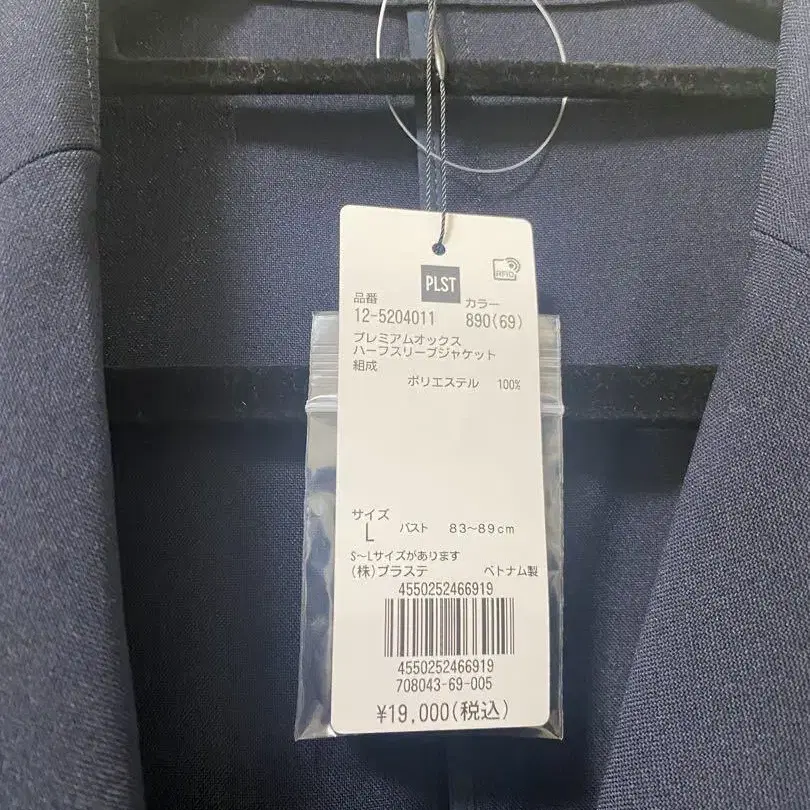 PLST
RFID
品番 カラー
12-5204011 890(69)
プレミアムオックス
ハーフスリーブジャケット
組成
ポリエステル 100%
サイズ
L バスト 83~89cm
S~Lサイズがあります
(株)プラステ ベトナム製
4550252466919
4550252466919
708043-69-005
¥19,000(税込)